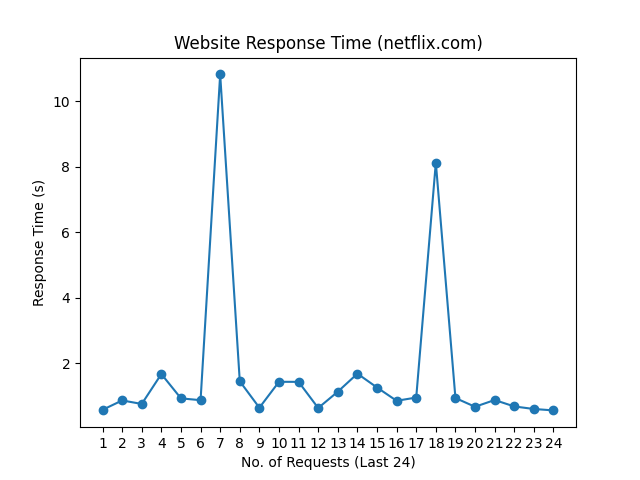 Website Response Time (netflix.com)
10
8
6
4
2
Response Time (s)
1 2 3 4 5 6 7 8 9 10 11 12 13 14 15 16 17 18 19 20 21 22 23 24
No. of Requests (Last 24)